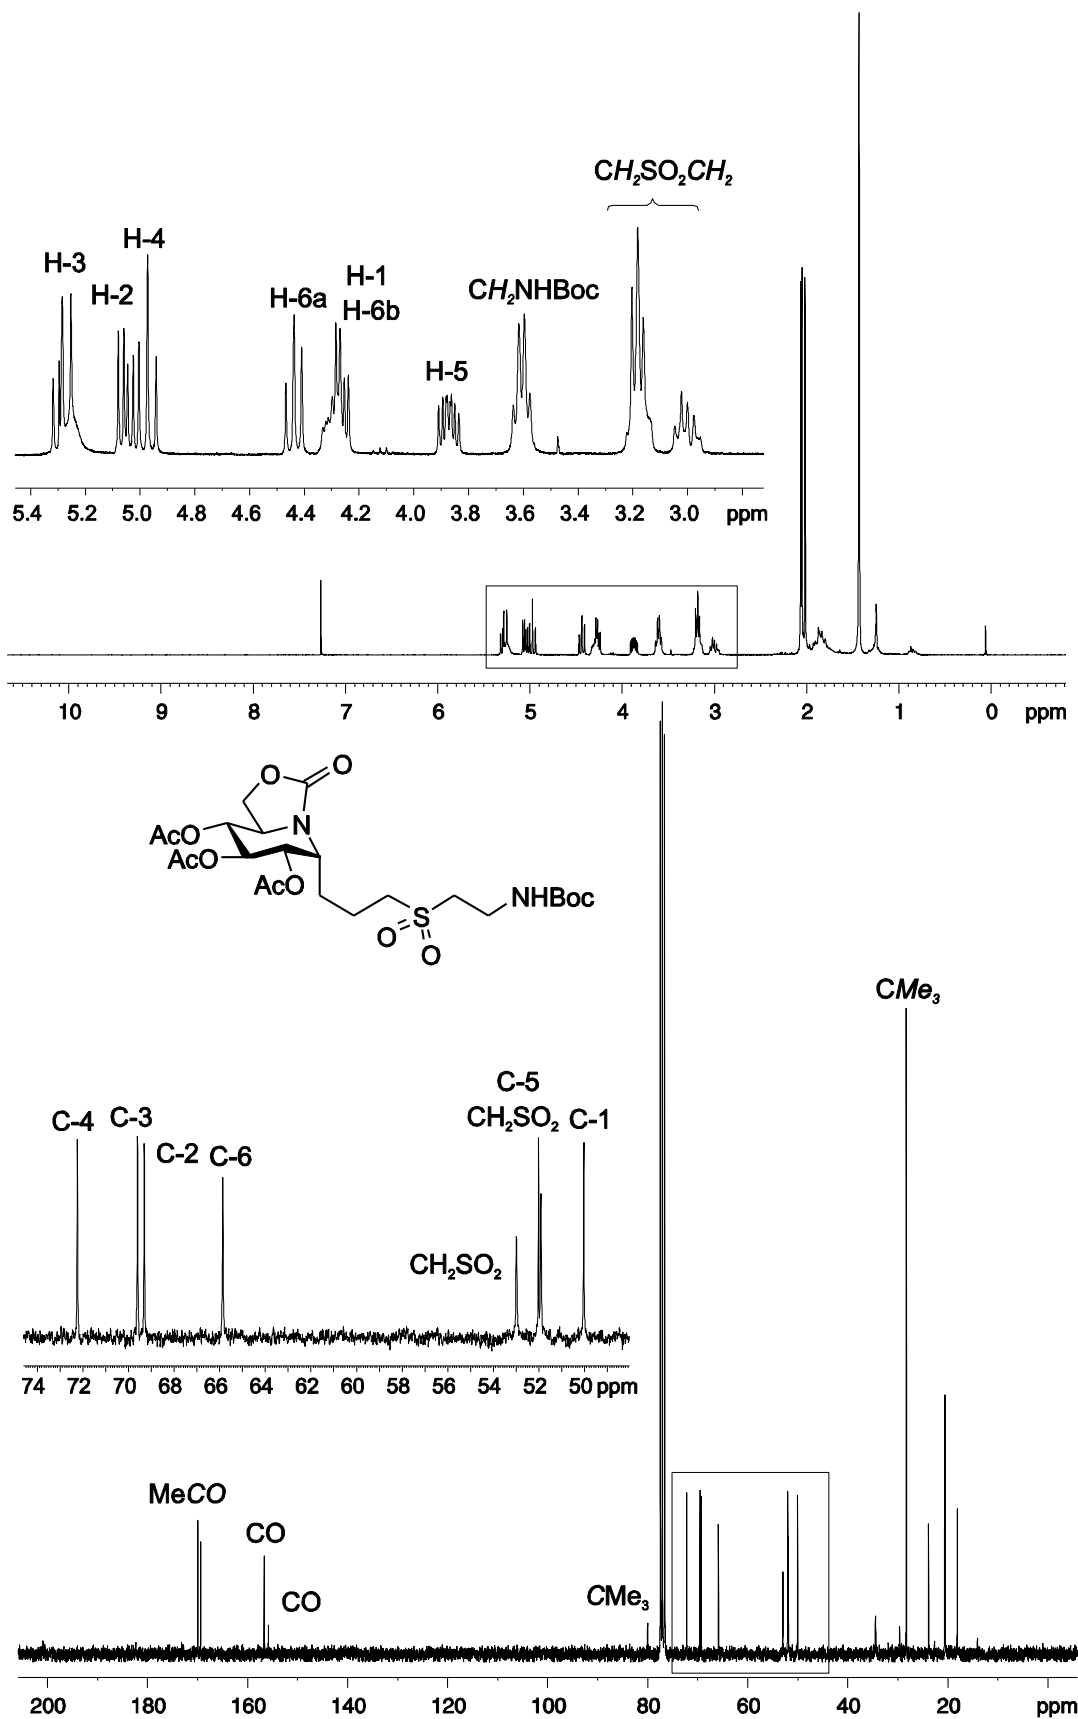 CH2SO2CH2
H-4
H-3
H-1
H-2
H-6a
CH2NHBoc
H-6b
H-5
5.4 5.2 5.0 4.8 4.6 4.4 4.2 4.0 3.8 3.6 3.4 3.2 3.0 ppm
10 9 8 7 6 5 4 3 2 1 0 ppm
O O
N
AcO
AcO
AcO
NHBoc
S
O
O
CMe3
C-5
C-4 C-3 CH2SO2 C-1
C-2 C-6
CH2SO2
74 72 70 68 66 64 62 60 58 56 54 52 50 ppm
MeCO
CO
CO
CMe3
200 180 160 140 120 100 80 60 40 20 ppm